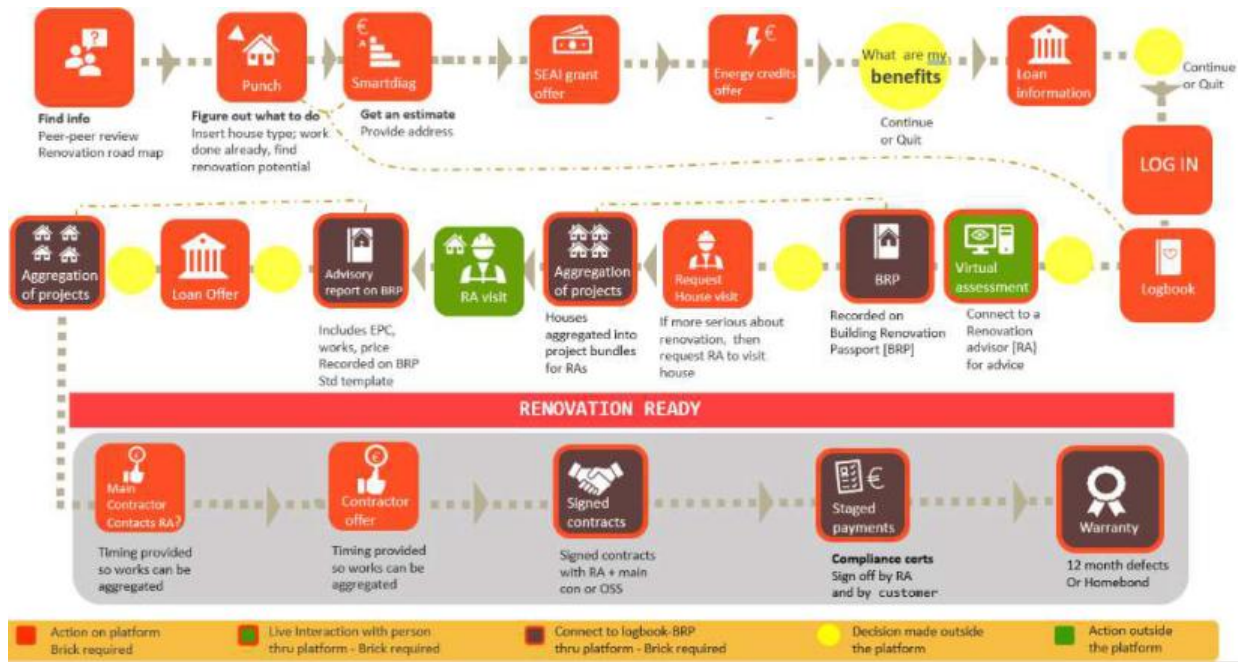 Punch
€
A
Smartdiag
SEAI grant
offer
€
Energy credits
offer
What are my
benefits
Loan
information
Continue
or Quit
Find info
Peer-peer review
Renovation road map
Figure out what to do
Insert house type; work
done already, find
renovation potential
Get an estimate
Provide address
Continue
or Quit
LOG IN
Aggregation
of projects
Loan Offer
Advisory
report on BRP
RA visit
Aggregation
of projects
Request
House visit
BRP
Virtual
assessment
Logbook
Includes EPC,
works, price
Recorded on BRP
Std template
Houses
aggregated into
project bundles
for RAs
If more serious about
renovation, then
request RA to visit
house
Recorded on
Building Renovation
Passport [BRP]
Connect to a
Renovation
advisor [RA]
for advice
RENOVATION READY
Main
Contractor
Contacts RA?
€
Contractor
offer
Signed
contracts
€
Staged
payments
Warranty
Timing provided
so works can be
aggregated
Timing provided
so works can be
aggregated
Signed contracts
with RA + main
con or OSS
Compliance certs
Sign off by RA
and by customer
12 month defects
Or Homebond
Action on platform
Brick required
Live Interaction with person
thru platform - Brick required
Connect to logbook-BRP
thru platform - Brick required
Decision made outside
the platform
Action outside
the platform